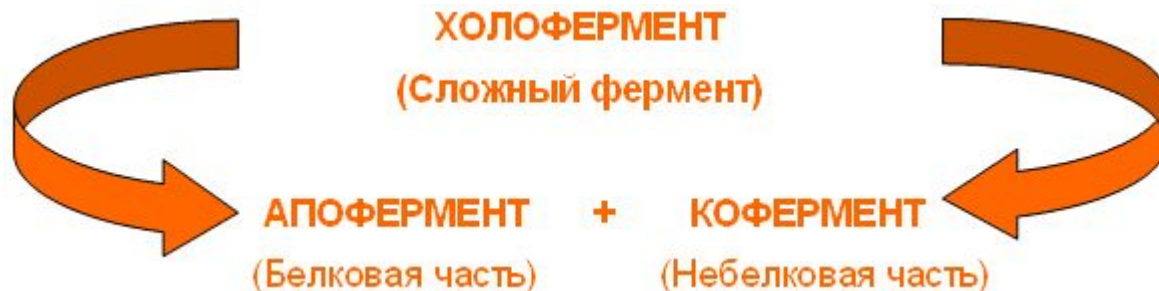 ХОЛОФЕРМЕНТ
(Сложный фермент)
АПОФЕРМЕНТ + КОФЕРМЕНТ
(Белковая часть) (Небелковая часть)